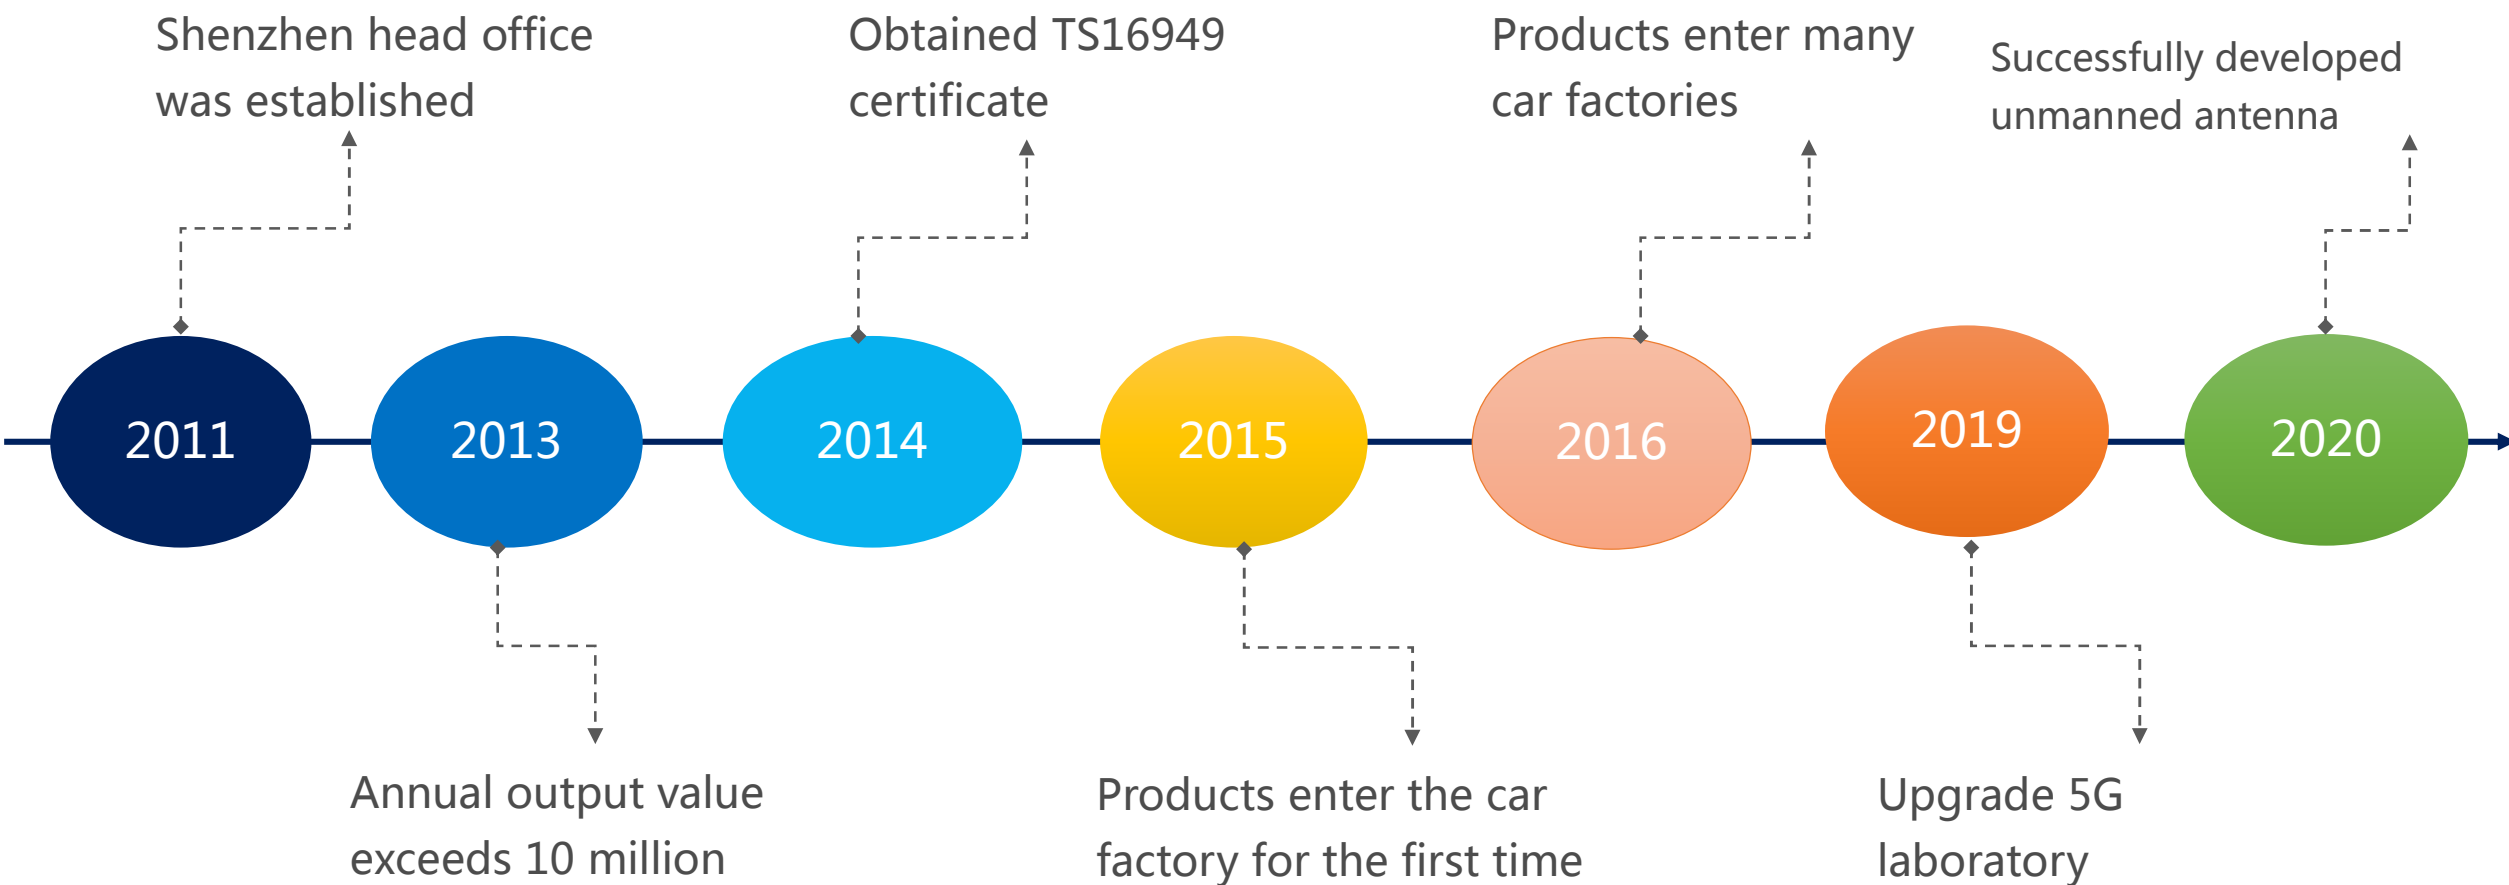 Shenzhen head office
was established
Obtained TS16949
certificate
Products enter many
car factories
Successfully developed
unmanned antenna
2011
2013
2014
2015
2016
2019
2020
Annual output value
exceeds 10 million
Products enter the car
factory for the first time
Upgrade 5G
laboratory